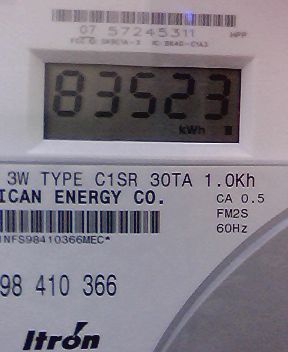 07 57245311
83523
kWh
3W TYPE C1SR 30TA 1.0Kh
ICAN ENERGY CO.
CA 0.5
FM2S
60Hz
INFS98410366MEC*
98 410 366
Itrón